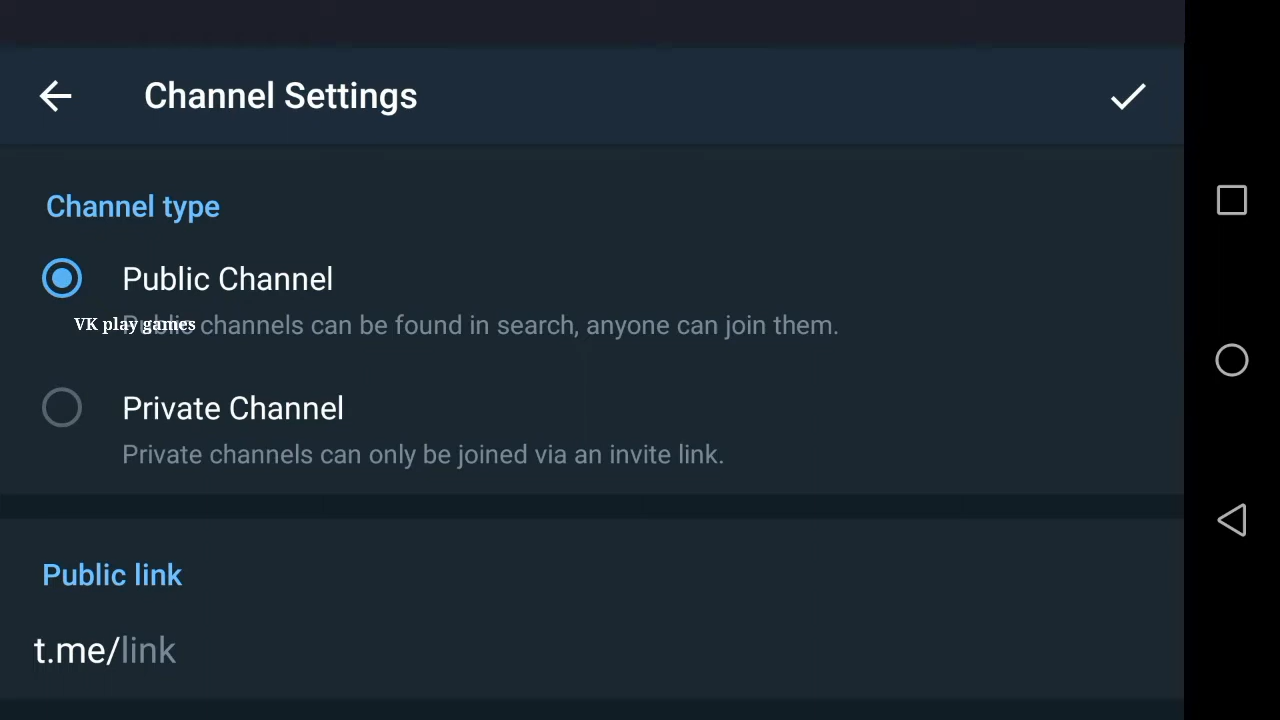 Channel Settings
Channel type
Public Channel
VK play games
Public channels can be found in search, anyone can join them.
Private Channel
Private channels can only be joined via an invite link.
Public link
t.me/link